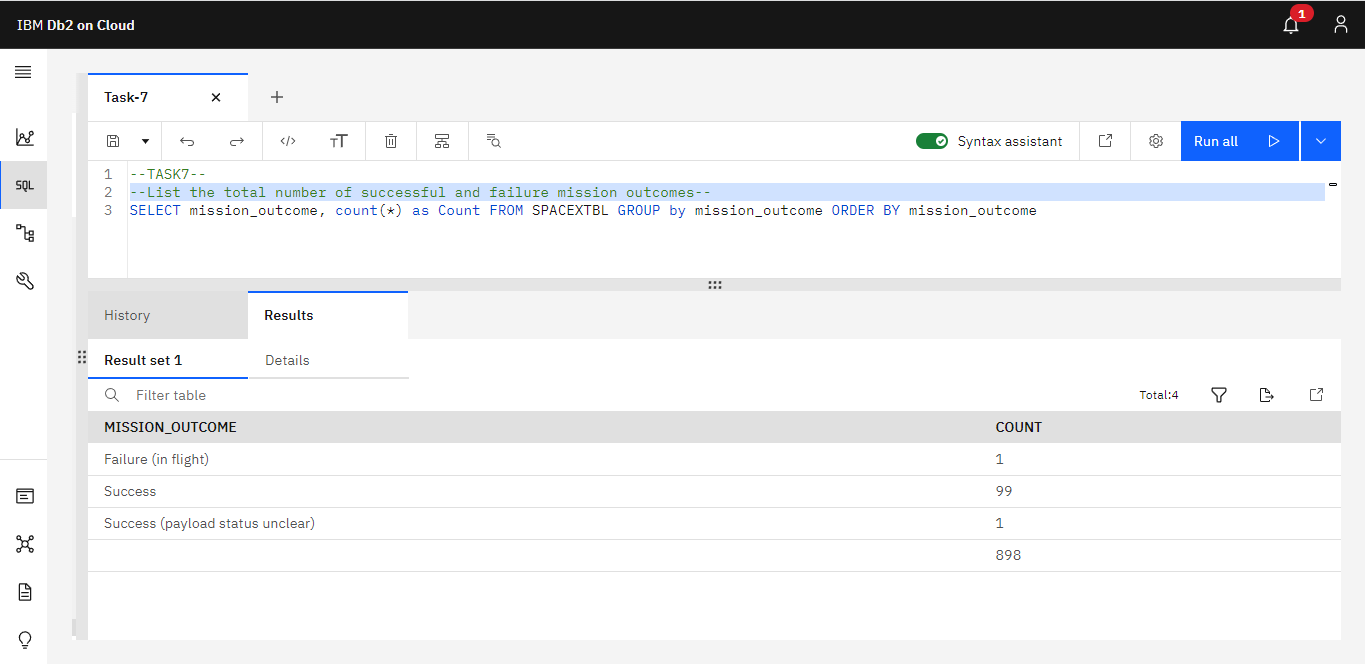 IBM Db2 on Cloud
1
Task-7
Syntax assistant
Run all
SQL
1 --TASK7--
2 --List the total number of successful and failure mission outcomes--
3 SELECT mission_outcome, count(*) as Count FROM SPACEXTBL GROUP by mission_outcome ORDER BY mission_outcome
History Results
Result set 1 Details
Filter table Total:4
MISSION_OUTCOME COUNT
Failure (in flight) 1
Success 99
Success (payload status unclear) 1
898